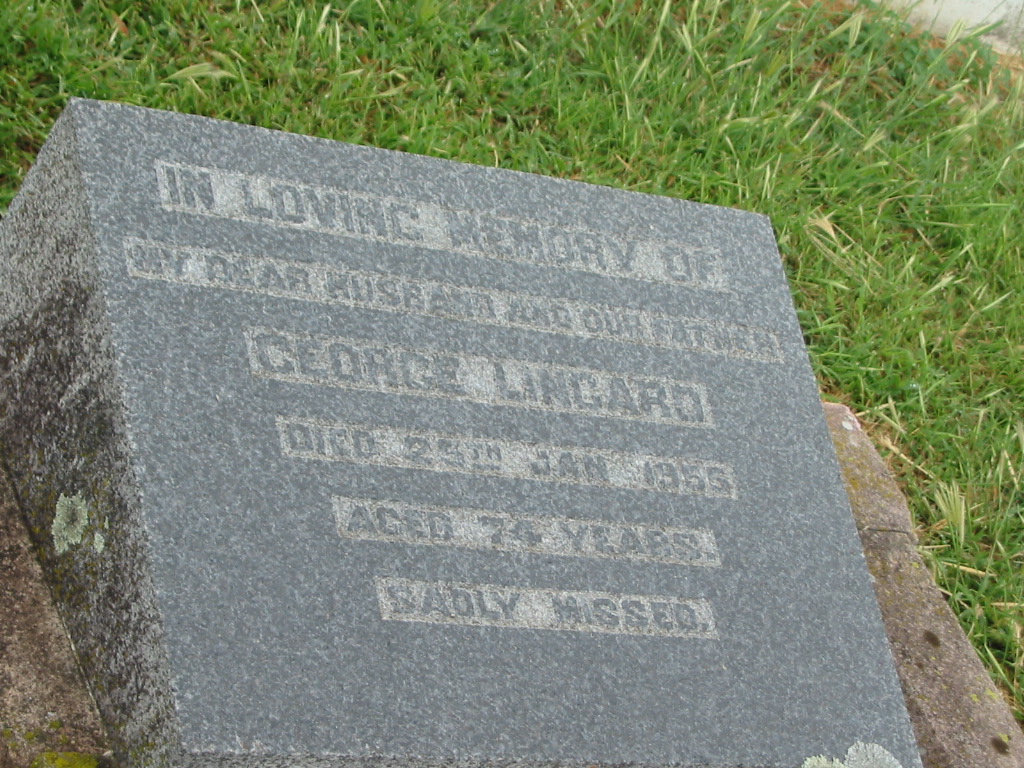 IN LOVING MEMORY OF
MY DEAR HUSBAND AND OUR FATHER
GEORGE LINGARD
DIED JAN
AGED 74 YEARS.
SADLY MISSED.